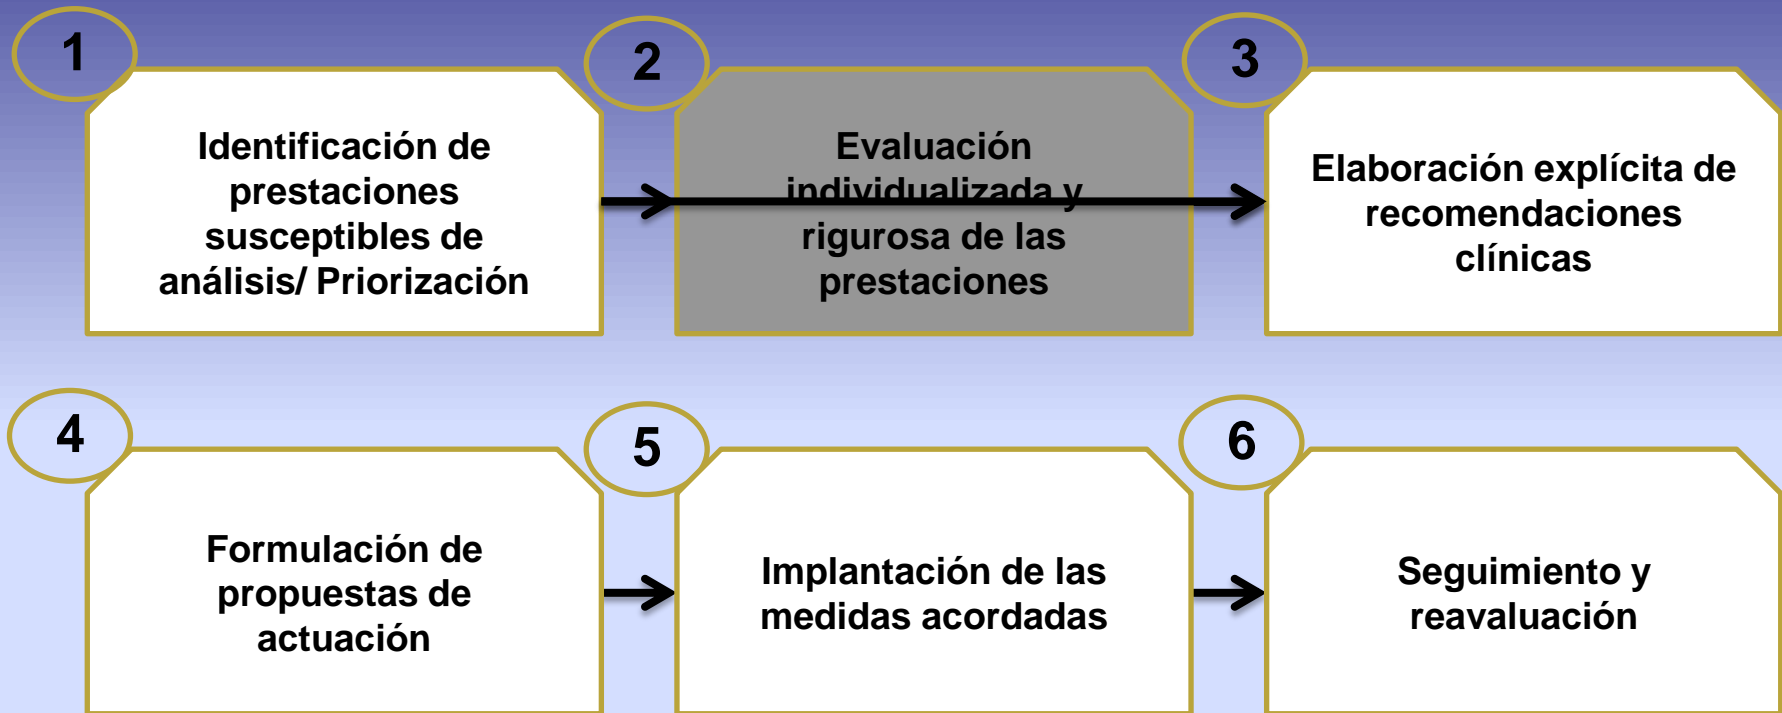 1
Identificación de
prestaciones
susceptibles de
análisis/ Priorización
2
Evaluación
individualizada y
rigurosa de las
prestaciones
3
Elaboración explícita de
recomendaciones
clínicas
4
Formulación de
propuestas de
actuación
5
Implantación de las
medidas acordadas
6
Seguimiento y
reavaluación